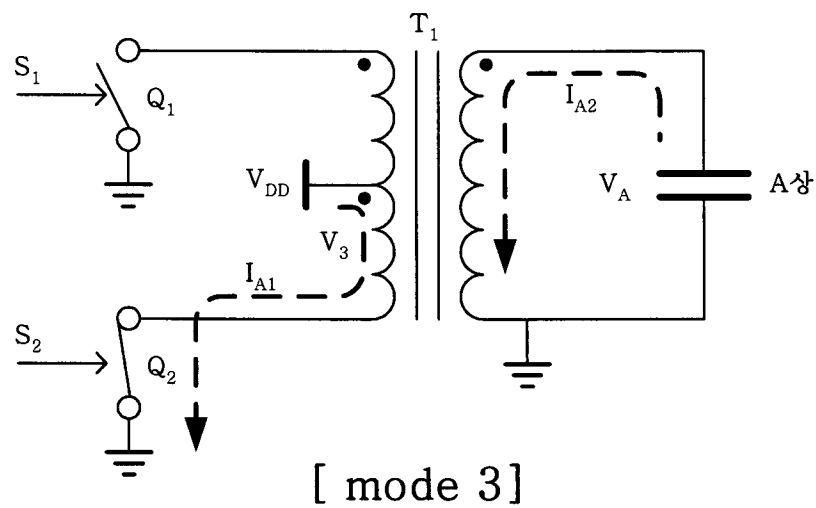 T1
S1
Q1
IA2
VDD
VA
A상
V3
IA1
S2
Q2
[ mode 3]